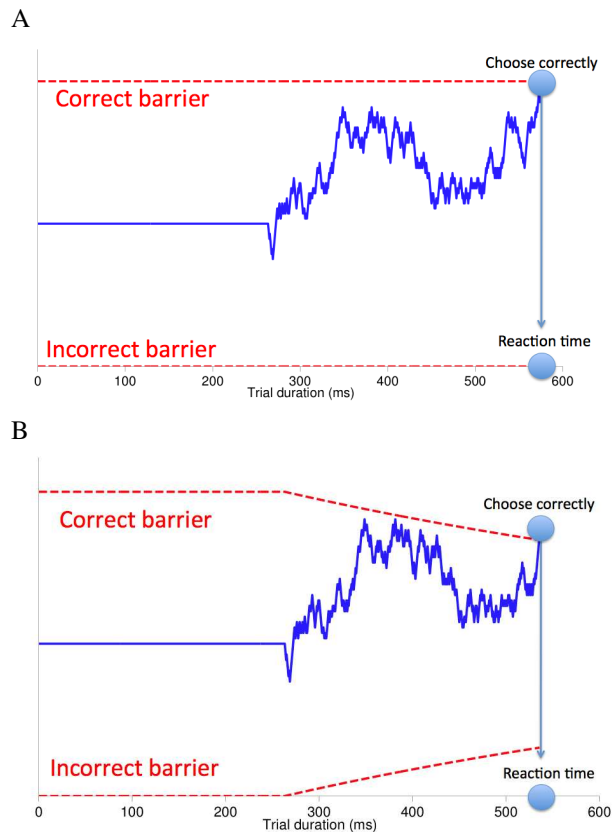 A
Choose correctly
Correct barrier
Incorrect barrier
Reaction time
0 100 200 300 400 500 600
Trial duration (ms)
B
Choose correctly
Correct barrier
Incorrect barrier
Reaction time
0 100 200 300 400 500 600
Trial duration (ms)